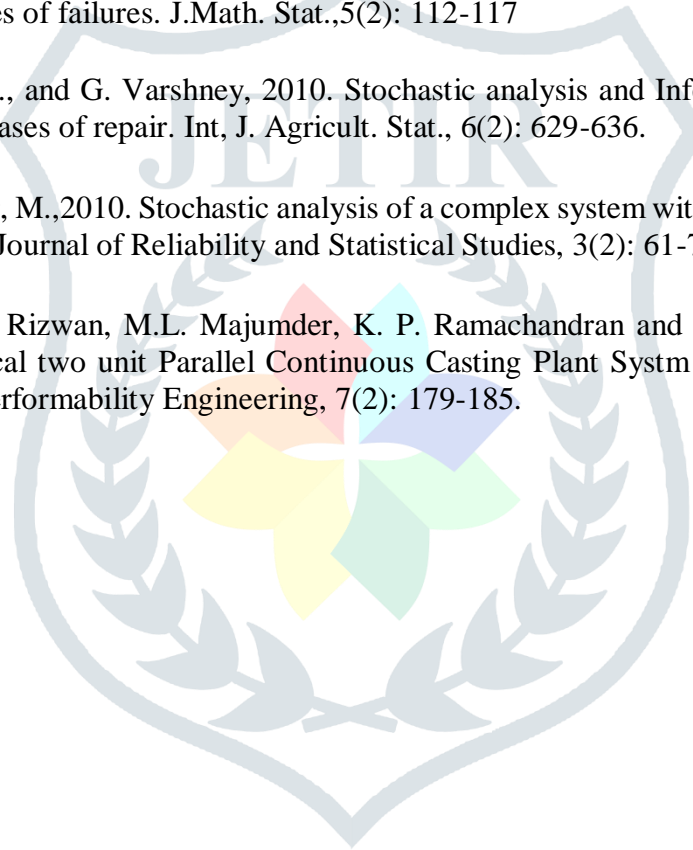 es of failures. J.Math. Stat.,5(2): 112-117
., and G. Varshney, 2010. Stochastic analysis and Inf
ases of repair. Int, J. Agricult. Stat., 6(2): 629-636.
JETIR
, M.,2010. Stochastic analysis of a complex system wit
Journal of Reliability and Statistical Studies, 3(2): 61-7
Rizwan, M.L. Majumder, K. P. Ramachandran and
cal two unit Parallel Continuous Casting Plant Systm
erformability Engineering, 7(2): 179-185.